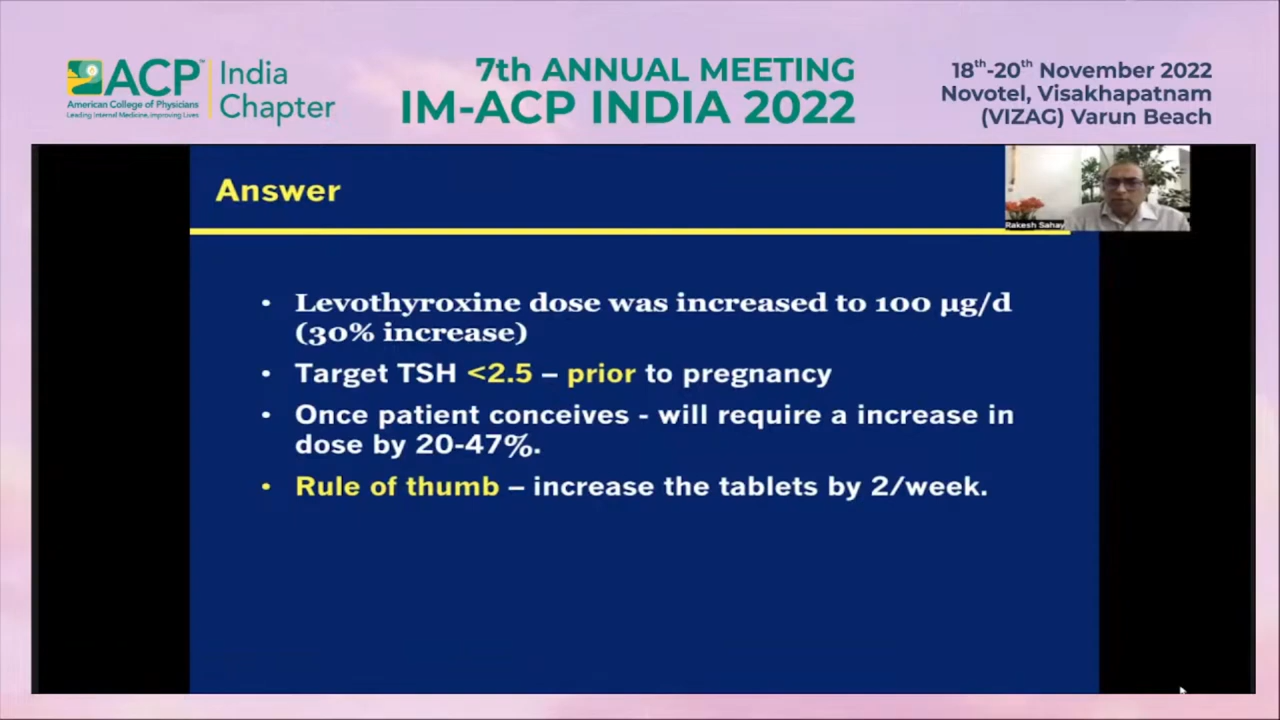 ACP
India
Chapter
American College of Physicians
Leading Internal Medicine, Improving Lives
7th ANNUAL MEETING
IM-ACP INDIA 2022
18th-20th November 2022
Novotel, Visakhapatnam
(VIZAG) Varun Beach
Answer
Rakesh Sahay
• Levothyroxine dose was increased to 100 µg/d
(30% increase)
• Target TSH <2.5 – prior to pregnancy
• Once patient conceives - will require a increase in
dose by 20-47%.
• Rule of thumb – increase the tablets by 2/week.